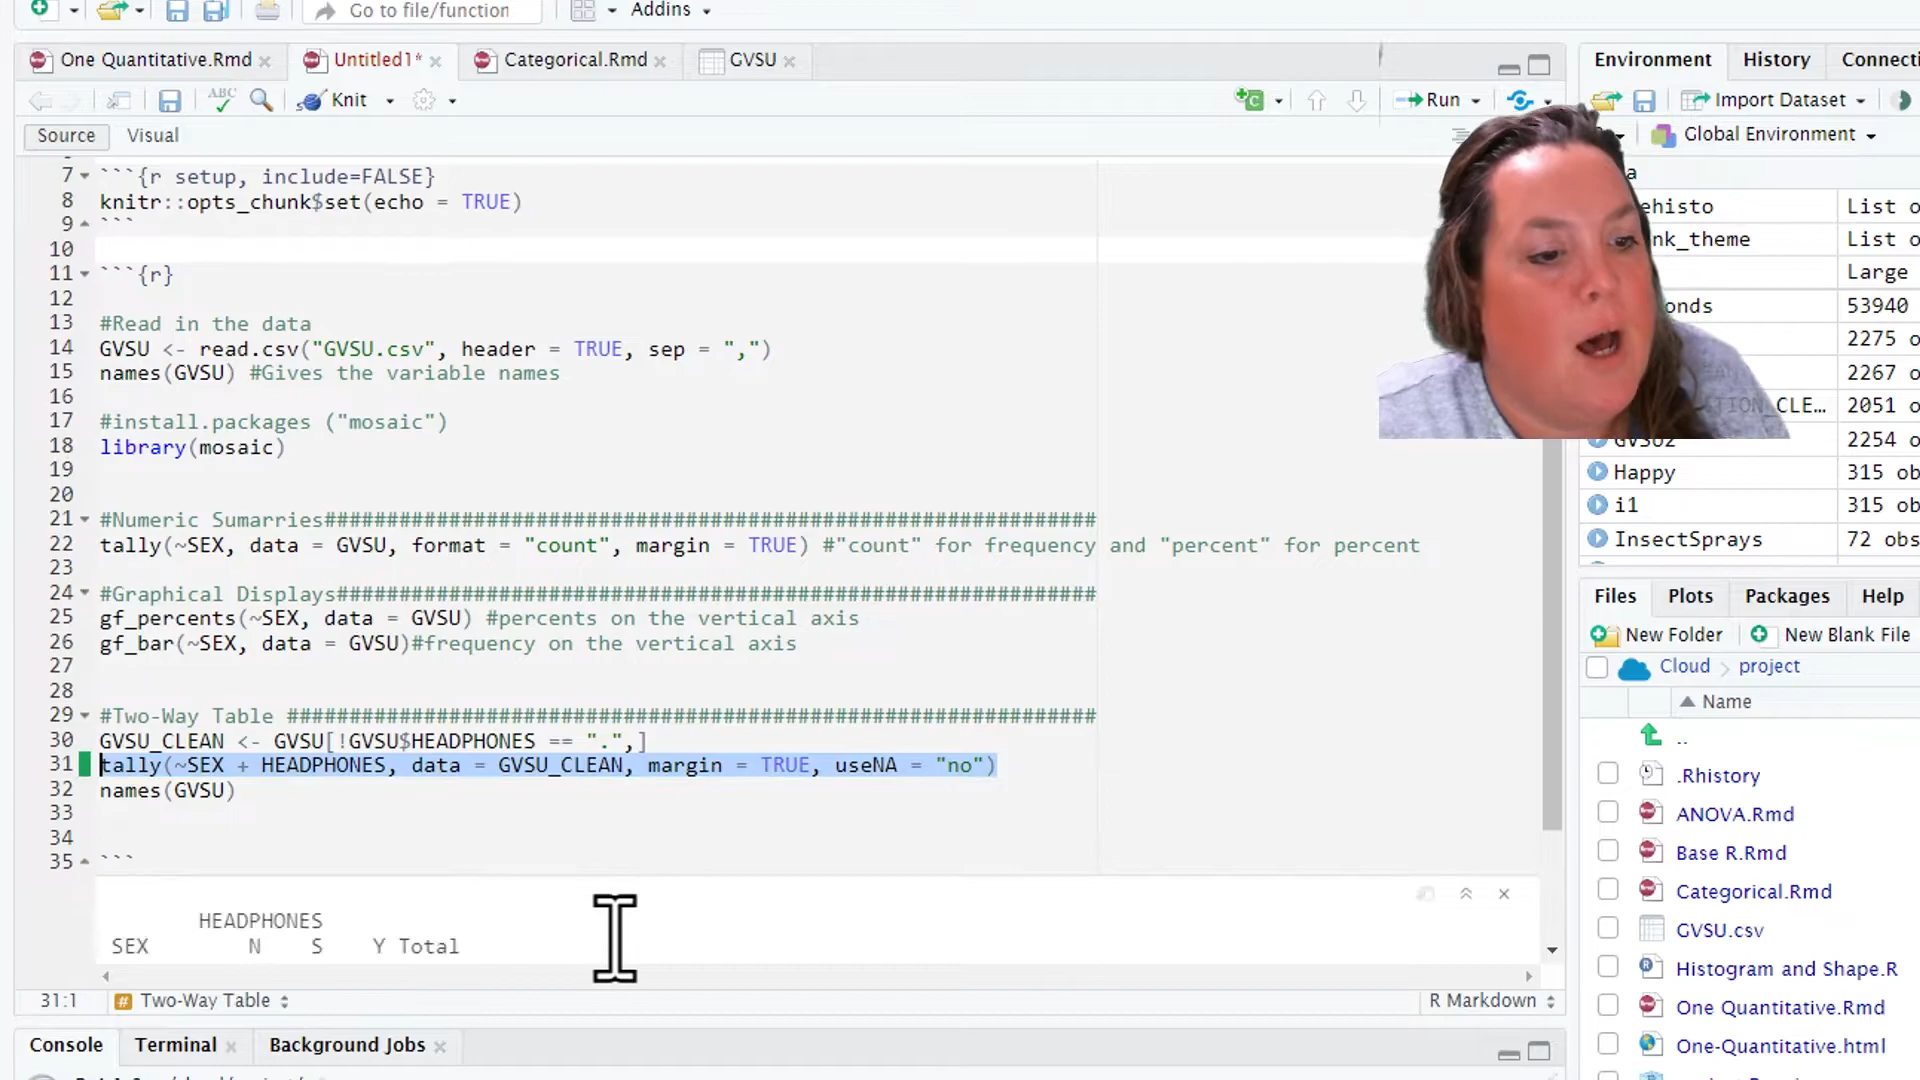 Go to file/function
Addins
One Quantitative.Rmd
Untitled1*
Categorical.Rmd
GVSU
Environment
History
Connecti
ABC
Knit
Run
Import Dataset
Source
Visual
Global Environment
7 ```{r setup, include=FALSE}
8 knitr::opts_chunk$set(echo = TRUE)
9 ```
10
11 ```{r}
12
13 #Read in the data
14 GVSU <- read.csv("GVSU.csv", header = TRUE, sep = ",")
15 names(GVSU) #Gives the variable names
16
17 #install.packages ("mosaic")
18 library(mosaic)
19
20
21 #Numeric Sumarries##############################################################
22 tally(~SEX, data = GVSU, format = "count", margin = TRUE) #"count" for frequency and "percent" for percent
23
24 #Graphical Displays#############################################################
25 gf_percents(~SEX, data = GVSU) #percents on the vertical axis
26 gf_bar(~SEX, data = GVSU)#frequency on the vertical axis
27
28
29 #Two-Way Table #################################################################
30 GVSU_CLEAN <- GVSU[!GVSU$HEADPHONES == ".",]
31 tally(~SEX + HEADPHONES, data = GVSU_CLEAN, margin = TRUE, useNA = "no")
32 names(GVSU)
33
34
35 ```
HEADPHONES
SEX N S Y Total
31:1
# Two-Way Table
R Markdown
Console
Terminal
Background Jobs
a
ehisto List o
nk_theme List o
Large
onds 53940
2275 o
2267 o
TION_CLE… 2051 o
GVSU2 2254 o
Happy 315 ob
i1 315 ob
InsectSprays 72 obs
Files
Plots
Packages
Help
New Folder
New Blank File
Cloud
project
Name
..
.Rhistory
ANOVA.Rmd
Base R.Rmd
Categorical.Rmd
GVSU.csv
Histogram and Shape.R
One Quantitative.Rmd
One-Quantitative.html